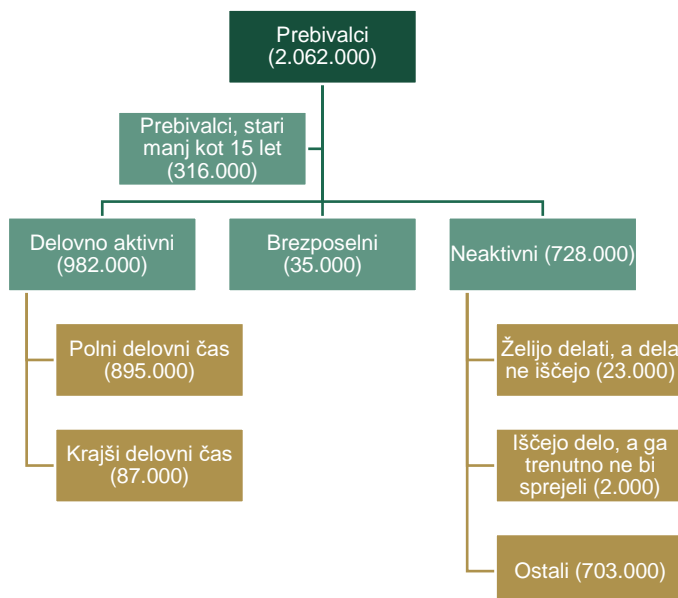 Prebivalci
(2.062.000)
Prebivalci, stari
manj kot 15 let
(316.000)
Delovno aktivni
(982.000)
Brezposelni
(35.000)
Neaktivni (728.000)
Polni delovni čas
(895.000)
Krajši delovni čas
(87.000)
Želijo delati, a dela
ne iščejo (23.000)
Iščejo delo, a ga
trenutno ne bi
sprejeli (2.000)
Ostali (703.000)